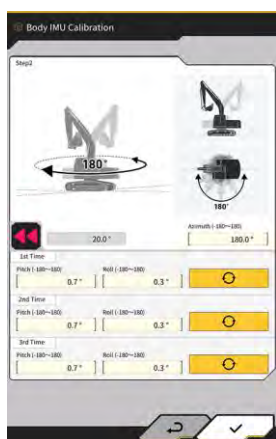 Body IMU Calibration
Step2
180°
180°
Azimuth (-180~180)
20.0°
[ 180.0° ]
1st Time
Pitch (-180~180) Roll (-180~180)
[ 0.7° ] [ 0.3° ]
2nd Time
Pitch (-180~180) Roll (-180~180)
[ 0.7° ] [ 0.3° ]
3rd Time
Pitch (-180~180) Roll (-180~180)
[ 0.7° ] [ 0.3° ]